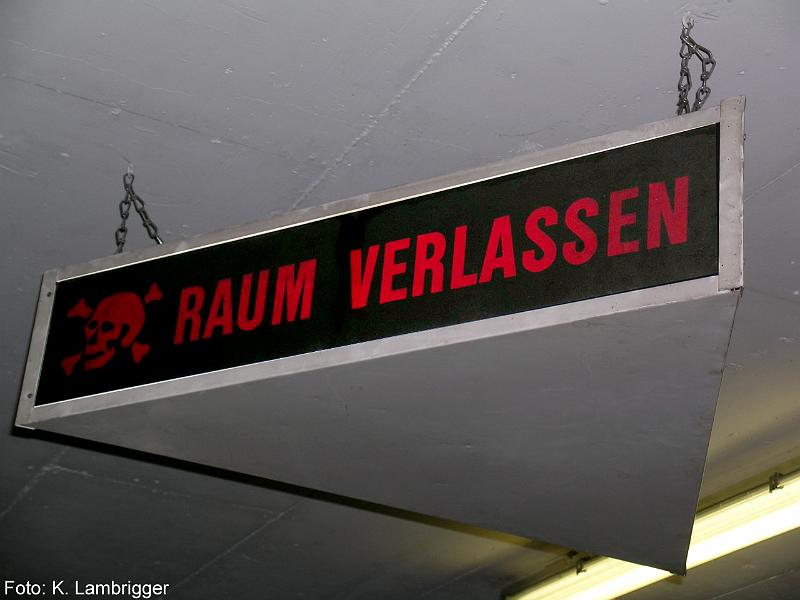 RAUM VERLASSEN
Foto: K. Lambrigger